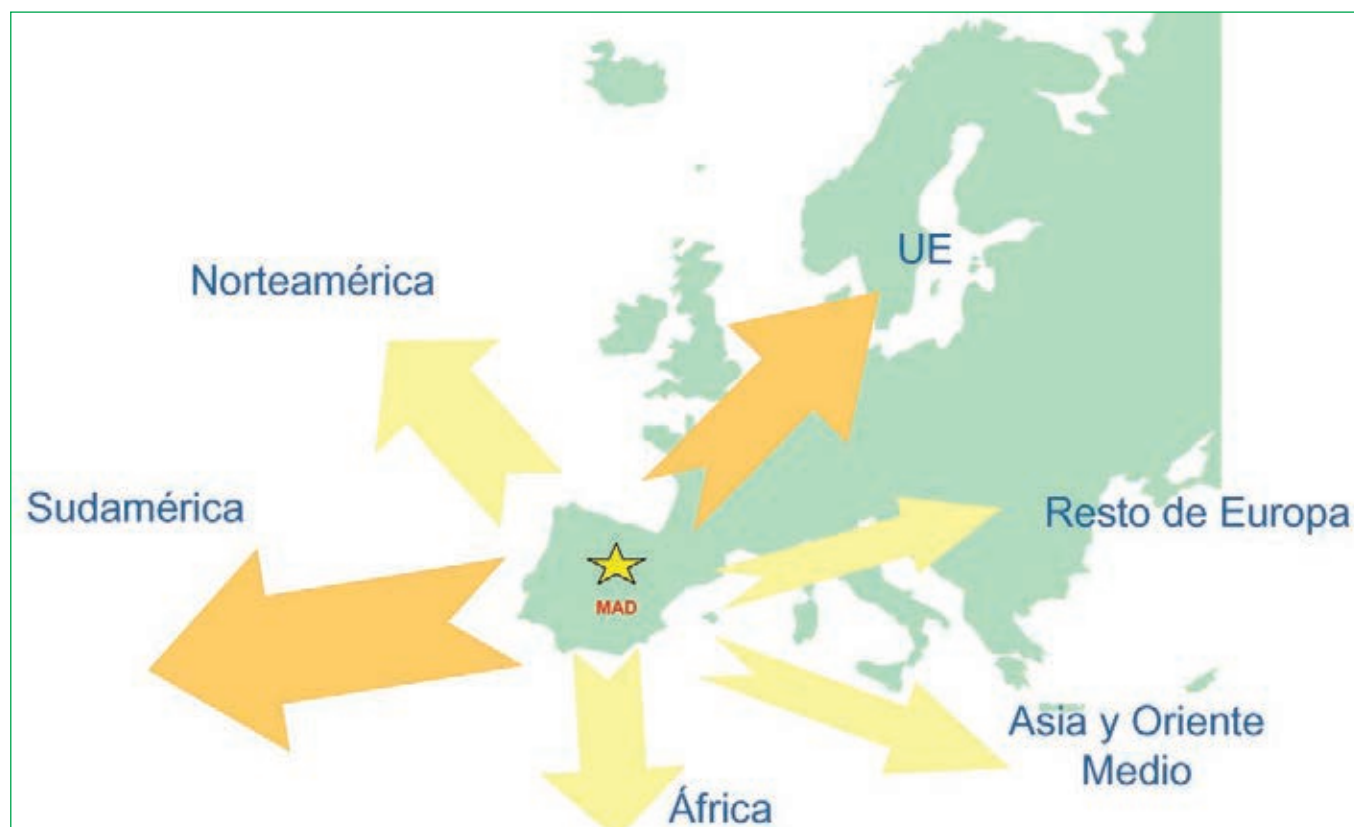 UE
Norteamérica
Sudamérica
Resto de Europa
MAD
Asia y Oriente
Medio
África